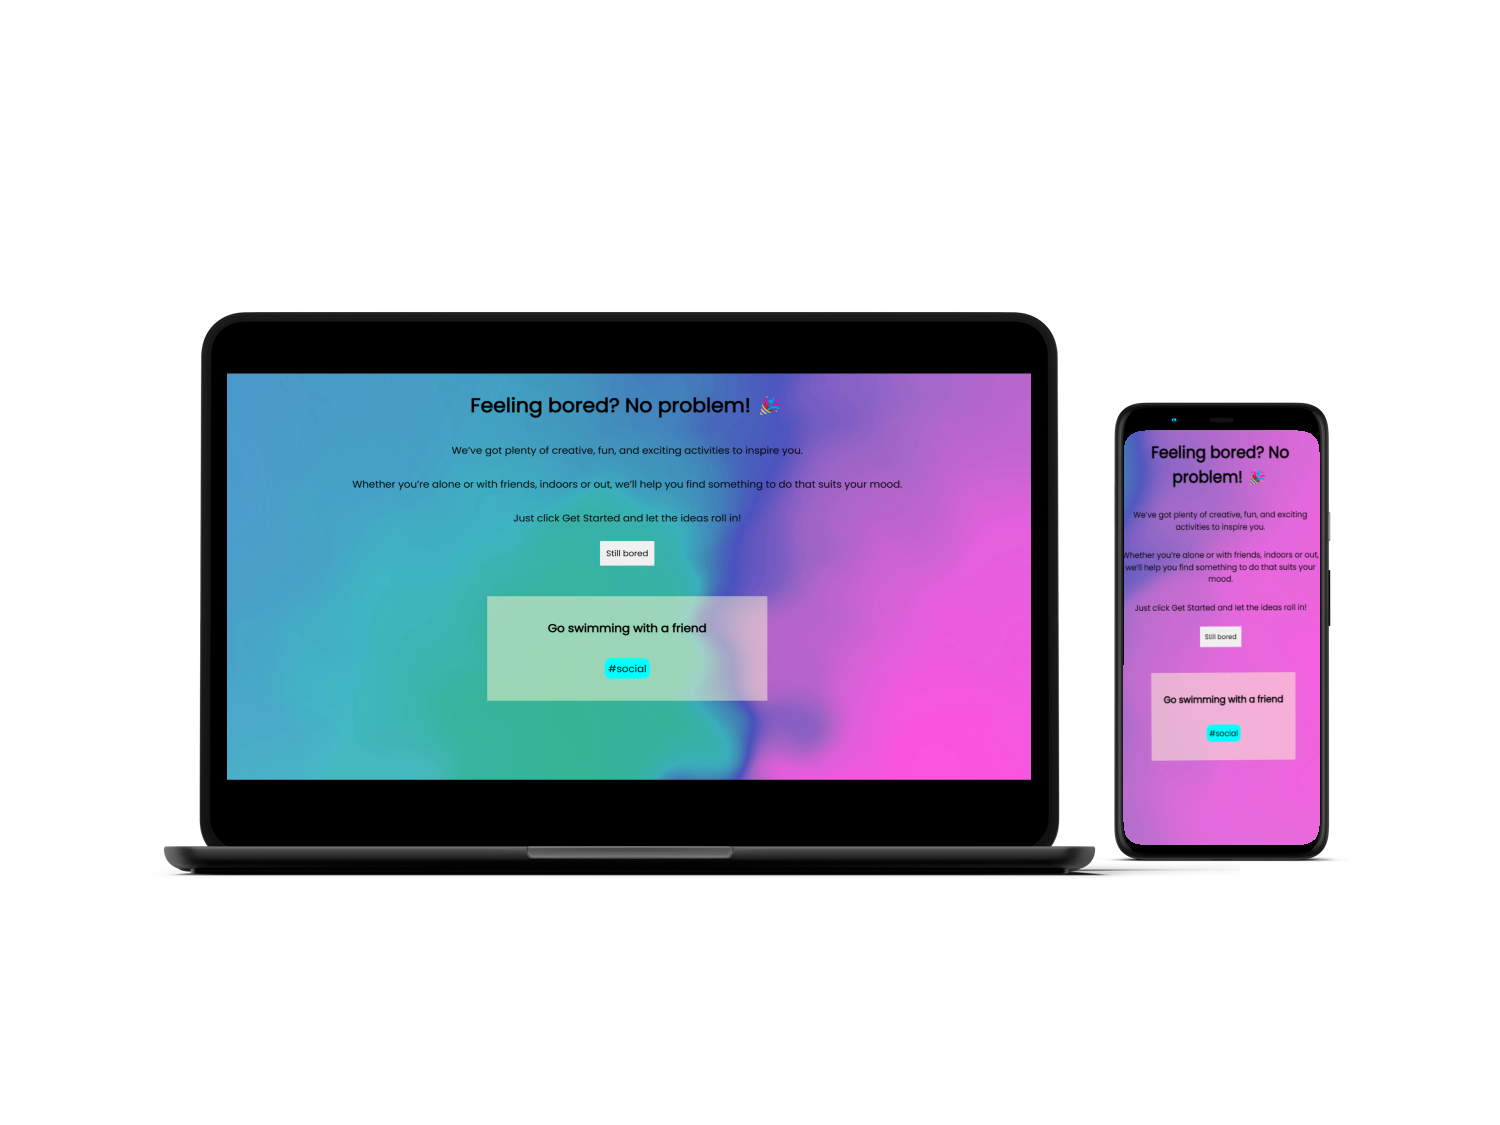 Feeling bored? No problem! 🎉
We've got plenty of creative, fun, and exciting activities to inspire you.
Whether you're alone or with friends, indoors or out, we'll help you find something to do that suits your mood.
Just click Get Started and let the ideas roll in!
Still bored
Go swimming with a friend
#social
Feeling bored? No
problem! 🎉
We've got plenty of creative, fun, and exciting
activities to inspire you.
Whether you're alone or with friends, indoors or out,
we'll help you find something to do that suits your
mood.
Just click Get Started and let the ideas roll in!
Still bored
Go swimming with a friend
#social